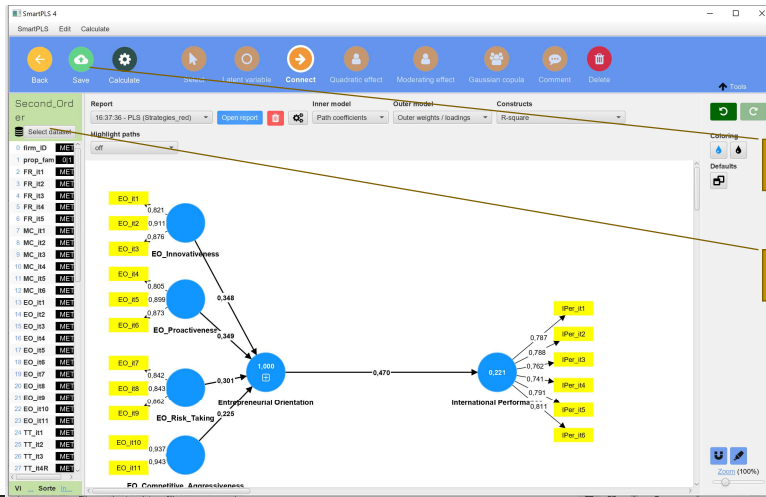 SmartPLS 4
SmartPLS Edit Calculate
Back Save Calculate Select Latent variable Connect Quadratic effect Moderating effect Gaussian copula Comment Delete
Tools
Second_Ord
er
Select dataset
Report Inner model Outer model Constructs
16:37:36 - PLS (Strategies_red) Open report Path coefficients Outer weights / loadings R-square
Highlight paths
off
Coloring
Defaults
0 firm_ID MET
1 prop_fam 0|1
2 FR_it1 MET
3 FR_it2 MET
4 FR_it3 MET
5 FR_it4 MET
6 FR_it5 MET
7 MC_it1 MET
8 MC_it2 MET
9 MC_it3 MET
10 MC_it4 MET
11 MC_it5 MET
12 MC_it6 MET
13 EO_it1 MET
14 EO_it2 MET
15 EO_it3 MET
16 EO_it4 MET
17 EO_it5 MET
18 EO_it6 MET
19 EO_it7 MET
20 EO_it8 MET
21 EO_it9 MET
22 EO_it10 MET
23 EO_it11 MET
24 TT_it1 MET
25 TT_it2 MET
26 TT_it3 MET
27 TT_it4R MET
Vi ... Sorte In...
EO_it1
0,821
EO_it2 0,911
0,876
EO_it3
EO_Innovativeness
EO_it4
0,805
EO_it5 0,899
0,873
EO_it6
EO_Proactiveness
0,348
0,349
EO_it7
0,842
EO_it8 0,843
0,862
EO_it9
EO_Risk_Taking
0,301
0,225
EO_it10
0,937
0,943
EO_it11
EO_Competitive_Aggressiveness
1,000
Entrepreneurial Orientation
0,470
0,221
International Performa
IPer_it1
0,787
IPer_it2
0,788
IPer_it3
0,762
IPer_it4
0,741
0,791
IPer_it5
0,811
IPer_it6
Zoom (100%)